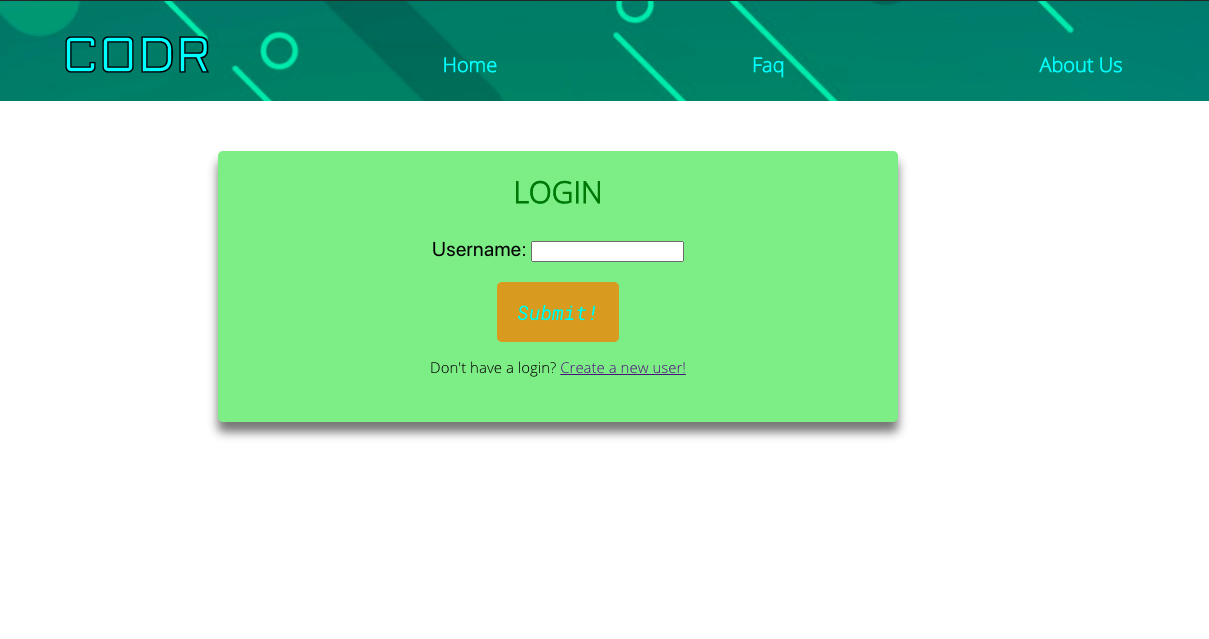 CODR
Home Faq About Us
LOGIN
Username:
Submit!
Don't have a login? Create a new user!